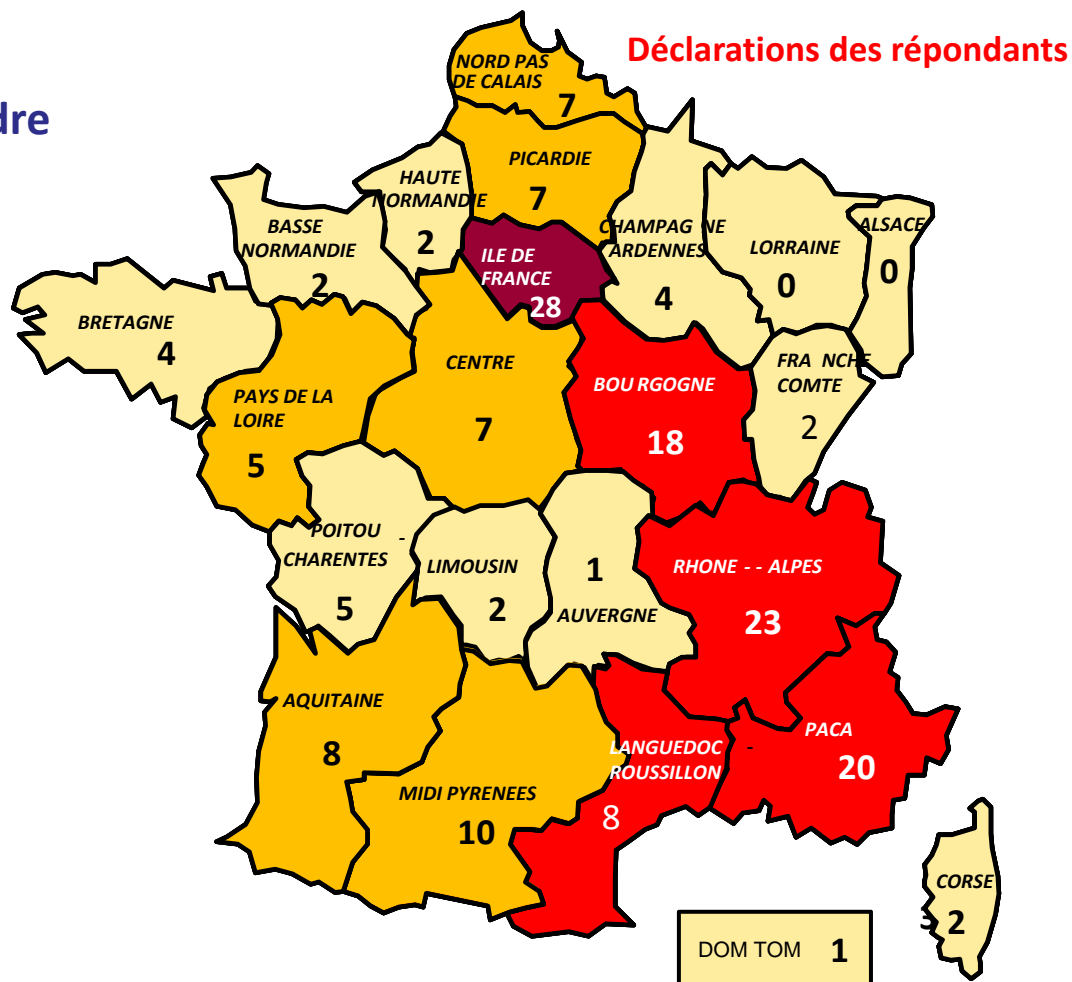 Déclarations des répondants
dre
NORD PAS
DE CALAIS
7
PICARDIE
7
HAUTE
NORMANDIE
2
BASSE
NORMANDIE
2
CHAMPAG NE
ARDENNES
4
LORRAINE
0
ALSACE
0
ILE DE
FRANCE
28
BRETAGNE
4
PAYS DE LA
LOIRE
5
CENTRE
7
BOU RGOGNE
18
FRA NCHE
COMTE
2
POITOU -
CHARENTES
5
LIMOUSIN
2
1
AUVERGNE
RHONE - - ALPES
23
AQUITAINE
8
MIDI PYRENEES
10
LANGUEDOC -
ROUSSILLON
8
PACA
20
CORSE
3 2
DOM TOM 1